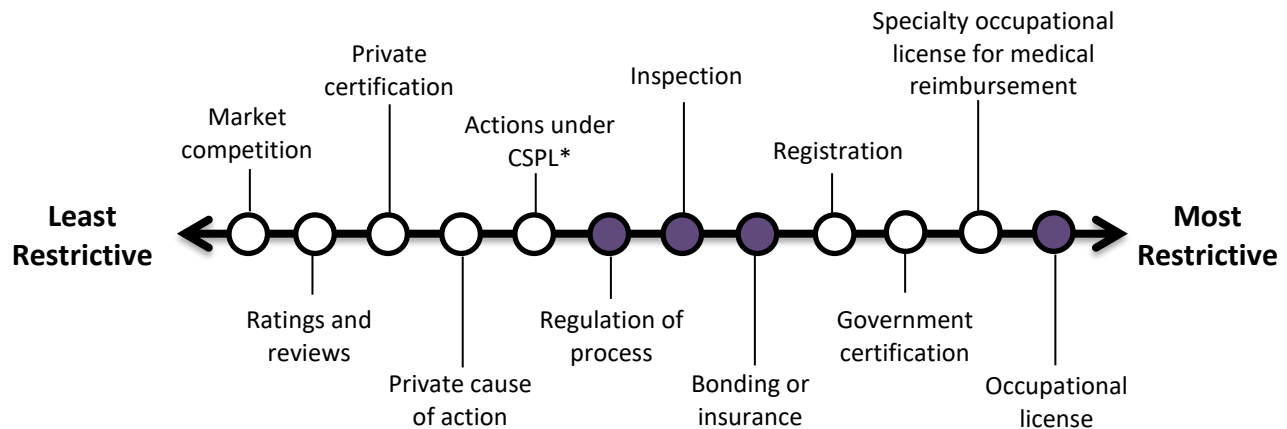 Least
Restrictive
Market
competition
Ratings and
reviews
Private
certification
Private cause
of action
Actions under
CSPL*
Regulation of
process
Inspection
Bonding or
insurance
Registration
Government
certification
Specialty occupational
license for medical
reimbursement
Occupational
license
Most
Restrictive